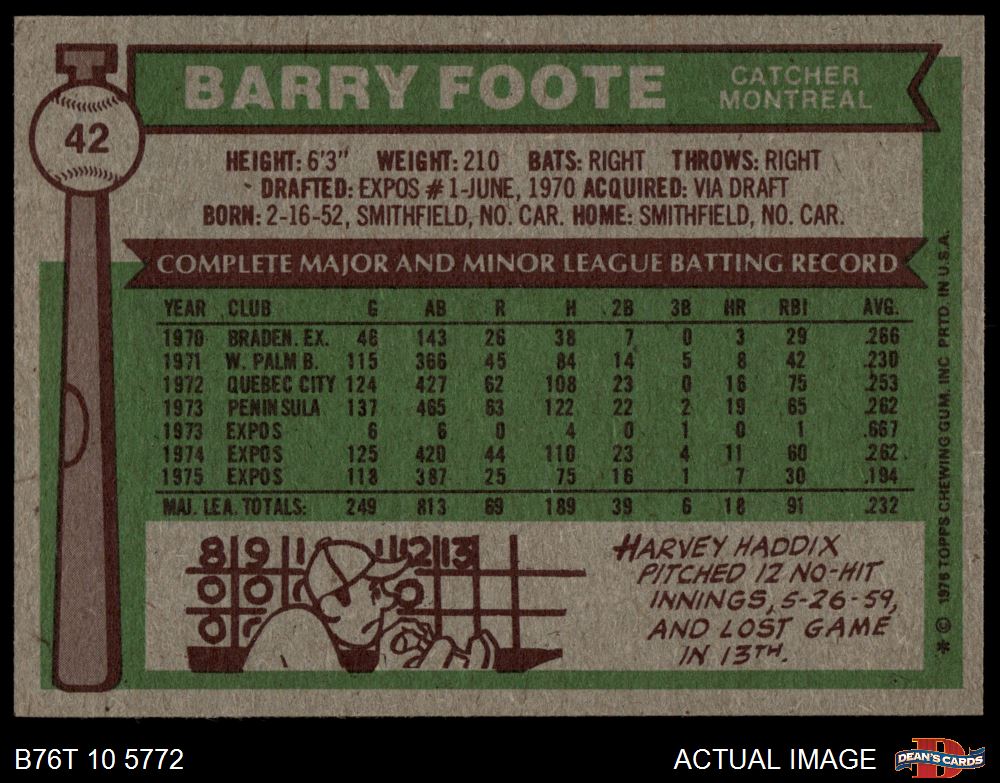 BARRY FOOTE
CATCHER
MONTREAL
42
HEIGHT: 6'3" WEIGHT: 210 BATS: RIGHT THROWS: RIGHT
DRAFTED: EXPOS #1-JUNE, 1970 ACQUIRED: VIA DRAFT
BORN: 2-16-52, SMITHFIELD, NO. CAR. HOME: SMITHFIELD, NO. CAR.
COMPLETE MAJOR AND MINOR LEAGUE BATTING RECORD
YEAR CLUB G AB R H 2B 3B HR RBI AVG.
1970 BRADEN. EX. 46 143 26 38 7 0 3 29 .266
1971 W. PALM B. 115 366 45 84 14 5 8 42 .230
1972 QUEBEC CITY 124 427 62 108 23 0 16 75 .253
1973 PENINSULA 137 465 63 122 22 2 19 65 .262
1973 EXPOS 6 6 0 4 0 1 0 1 .667
1974 EXPOS 125 420 44 110 23 4 11 60 .262
1975 EXPOS 118 387 25 75 16 1 7 30 .194
MAJ. LEA. TOTALS: 249 813 69 189 39 6 18 91 .232
8 9 1 11 12 13
0 0 0
0
HARVEY HADDIX
PITCHED 12 NO-HIT
INNINGS, 5-26-59,
AND LOST GAME
IN 13TH.
* © 1976 TOPPS CHEWING GUM, INC. PRTD. IN U.S.A.
B76T 10 5772
ACTUAL IMAGE
D
DEAN'S CARDS